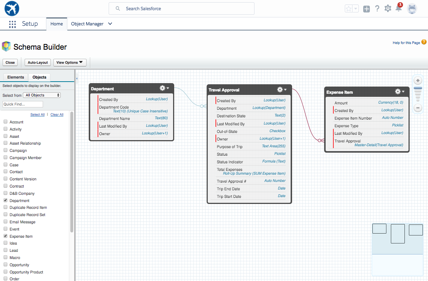 Search Salesforce
Setup
Home
Object Manager
Schema Builder
Help for this Page
Close
Auto-Layout
View Options
Elements
Objects
Select objects to display on the builder.
Select from: All Objects
Quick Find...
Select All | Clear All
Account
Activity
Asset
Asset Relationship
Campaign
Campaign Member
Case
Contact
Content Version
Contract
D&B Company
Department
Duplicate Record Item
Duplicate Record Set
Email Message
Event
Expense Item
Idea
Lead
Macro
Opportunity
Opportunity Product
Order
Department
Created By Lookup(User)
Department Code
Text(10) (Unique Case Insensitive)
Department Name Text(80)
Last Modified By Lookup(User)
Owner Lookup(User+1)
Travel Approval
Created By Lookup(User)
Department Lookup(Department)
Destination State Text(2)
Last Modified By Lookup(User)
Out-of-State Checkbox
Owner Lookup(User+1)
Purpose of Trip Text Area(255)
Status Picklist
Status Indicator Formula (Text)
Total Expenses
Roll-Up Summary (SUM Expense Item)
Travel Approval # Auto Number
Trip End Date Date
Trip Start Date Date
Expense Item
Amount Currency(16, 2)
Created By Lookup(User)
Expense Item Number Auto Number
Expense Type Picklist
Last Modified By Lookup(User)
Travel Approval
Master-Detail(Travel Approval)